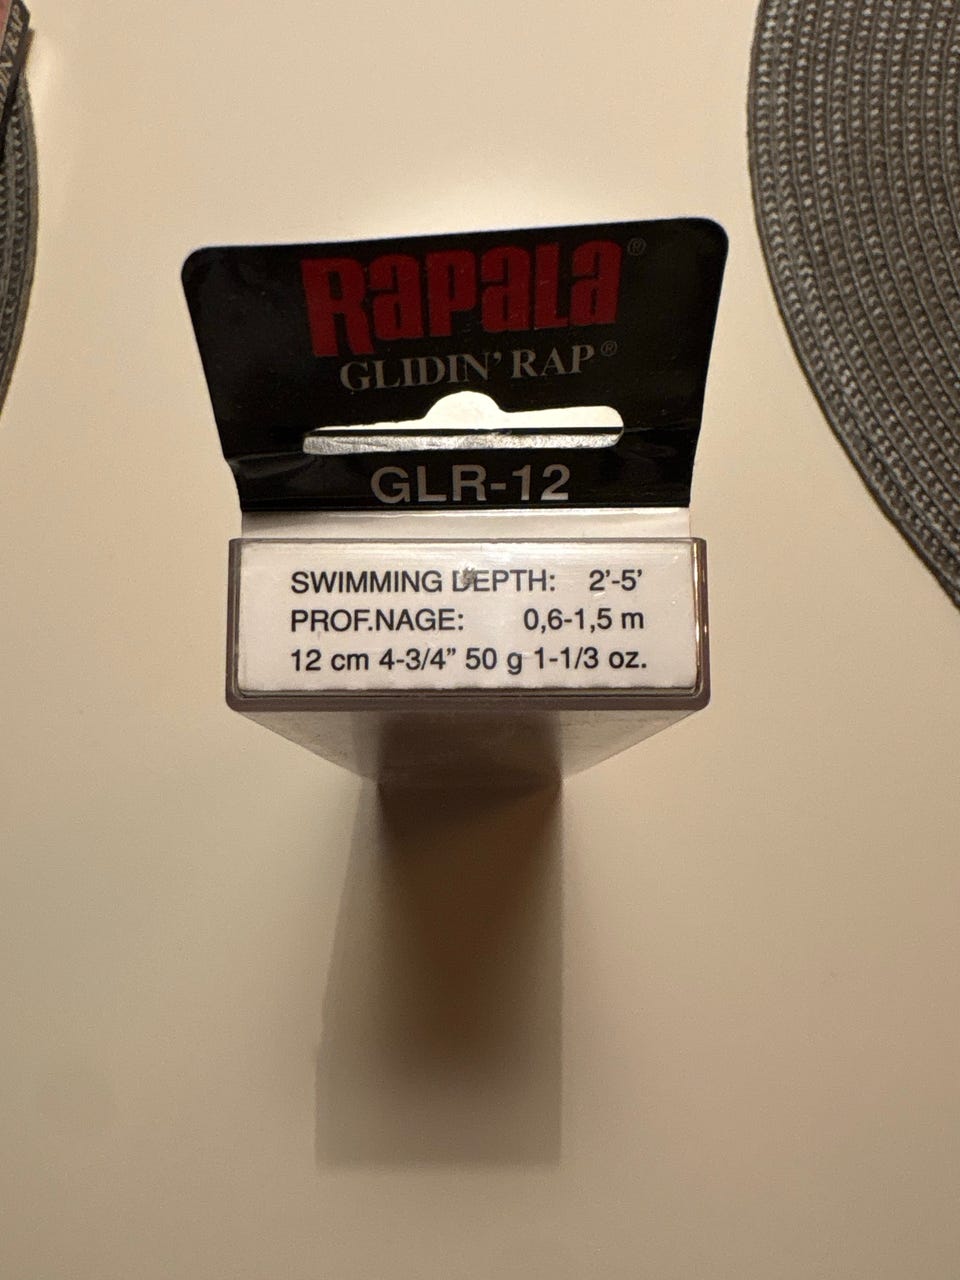 RAPALA®
GLIDIN' RAP®
GLR-12
SWIMMING DEPTH: 2'-5'
PROF.NAGE: 0,6-1,5 m
12 cm 4-3/4" 50 g 1-1/3 oz.